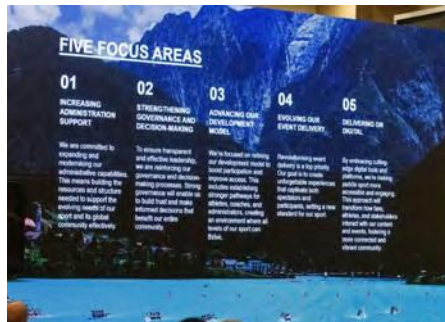 FIVE FOCUS AREAS
01
INCREASING
ADMINISTRATION
SUPPORT
We are committed to
expanding and
modernising our
administrative capabilities.
This means building the
resources and structure
needed to support the
evolving needs of our
sport and its global
community effectively.
02
STRENGTHENING
GOVERNANCE AND
DECISION-MAKING
To ensure transparent
and effective leadership,
we are reinforcing our
governance and decision-
making processes. Strong
governance will enable us
to build trust and make
informed decisions that
benefit our entire
community.
03
ADVANCING OUR
DEVELOPMENT
MODEL
We're focused on refining
our development model to
boost participation and
improve access. This
includes establishing
stronger pathways for
athletes, coaches, and
administrators, creating
an environment where all
levels of our sport can
thrive.
04
EVOLVING OUR
EVENT DELIVERY
Revolutionising event
delivery is a top priority.
Our goal is to create
unforgettable experiences
that captivate both
spectators and
participants, setting a new
standard for our sport.
05
DELIVERING ON
DIGITAL
By embracing cutting-
edge digital tools and
platforms, we're making
paddle sport more
accessible and engaging.
This approach will
transform how fans,
athletes, and stakeholders
interact with our content
and events, fostering a
more connected and
vibrant community.